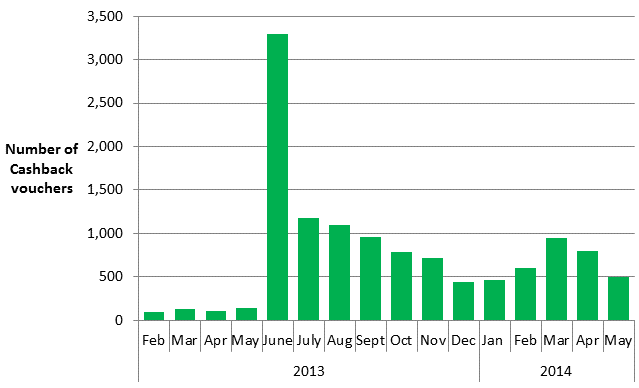 3,500
3,000
2,500
2,000
1,500
1,000
500
0
Number of
Cashback
vouchers
Feb Mar Apr May June July Aug Sept Oct Nov Dec Jan Feb Mar Apr May
2013 2014